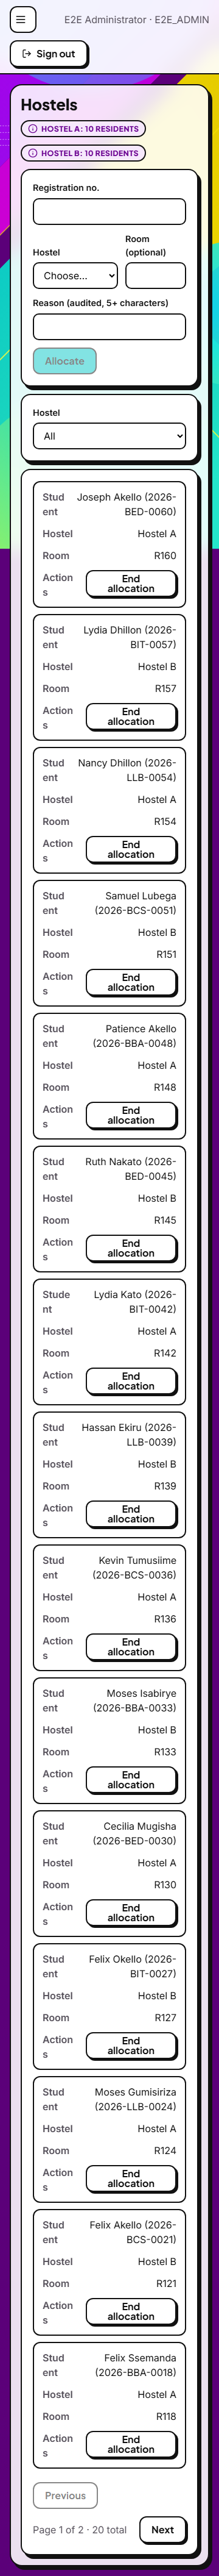 E2E Administrator · E2E_ADMIN
Sign out
Hostels
HOSTEL A: 10 RESIDENTS
HOSTEL B: 10 RESIDENTS
Registration no.
Hostel
Room
(optional)
Choose...
Reason (audited, 5+ characters)
Allocate
Hostel
All
Stud
ent
Joseph Akello (2026-
BED-0060)
Hostel
Hostel A
Room
R160
Action
s
End
allocation
Stud
ent
Lydia Dhillon (2026-
BIT-0057)
Hostel
Hostel B
Room
R157
Action
s
End
allocation
Stud
ent
Nancy Dhillon (2026-
LLB-0054)
Hostel
Hostel A
Room
R154
Action
s
End
allocation
Stud
ent
Samuel Lubega
(2026-BCS-0051)
Hostel
Hostel B
Room
R151
Action
s
End
allocation
Stud
ent
Patience Akello
(2026-BBA-0048)
Hostel
Hostel A
Room
R148
Action
s
End
allocation
Stud
ent
Ruth Nakato (2026-
BED-0045)
Hostel
Hostel B
Room
R145
Action
s
End
allocation
Stude
nt
Lydia Kato (2026-
BIT-0042)
Hostel
Hostel A
Room
R142
Action
s
End
allocation
Stud
ent
Hassan Ekiru (2026-
LLB-0039)
Hostel
Hostel B
Room
R139
Action
s
End
allocation
Stud
ent
Kevin Tumusiime
(2026-BCS-0036)
Hostel
Hostel A
Room
R136
Action
s
End
allocation
Stud
ent
Moses Isabirye
(2026-BBA-0033)
Hostel
Hostel B
Room
R133
Action
s
End
allocation
Stud
ent
Cecilia Mugisha
(2026-BED-0030)
Hostel
Hostel A
Room
R130
Action
s
End
allocation
Stud
ent
Felix Okello (2026-
BIT-0027)
Hostel
Hostel B
Room
R127
Action
s
End
allocation
Stud
ent
Moses Gumisiriza
(2026-LLB-0024)
Hostel
Hostel A
Room
R124
Action
s
End
allocation
Stud
ent
Felix Akello (2026-
BCS-0021)
Hostel
Hostel B
Room
R121
Action
s
End
allocation
Stud
ent
Felix Ssemanda
(2026-BBA-0018)
Hostel
Hostel A
Room
R118
Action
s
End
allocation
Previous
Page 1 of 2 · 20 total
Next